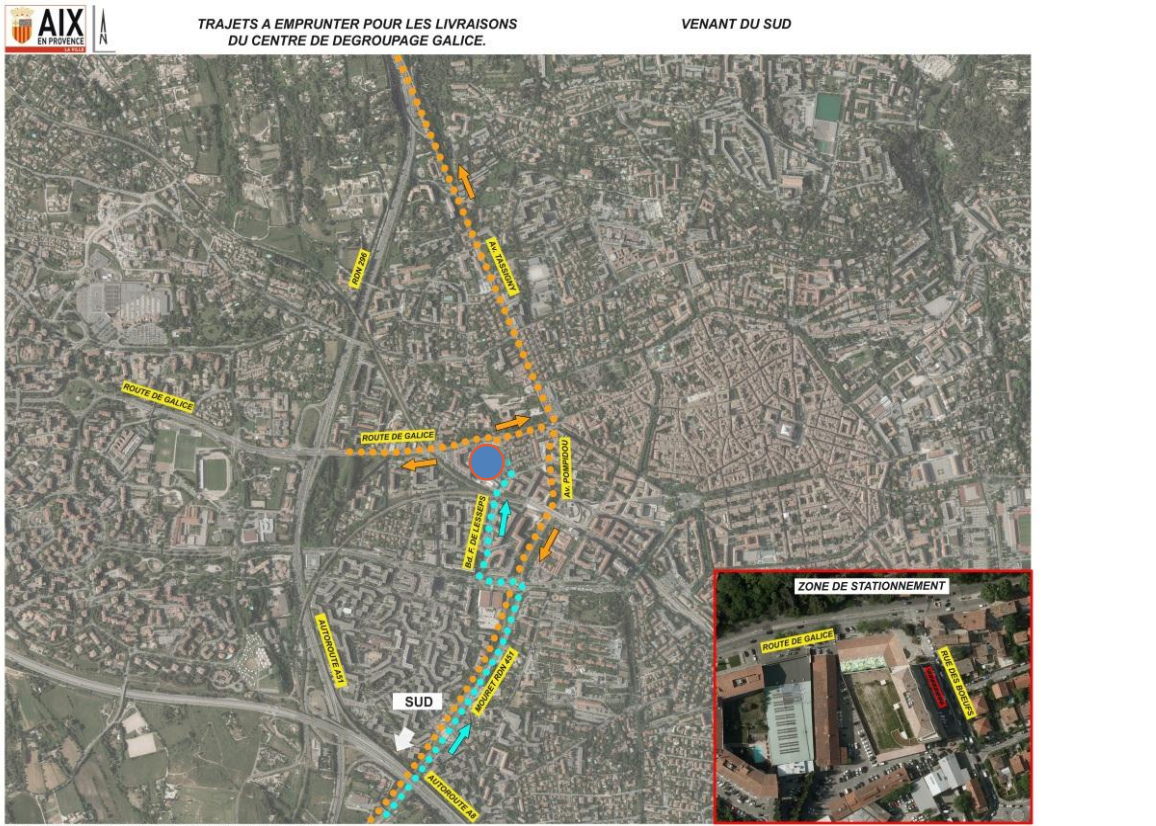 AIX
EN PROVENCE
LA VILLE
N
TRAJETS A EMPRUNTER POUR LES LIVRAISONS
DU CENTRE DE DEGROUPAGE GALICE.
VENANT DU SUD
Av. TASSIGNY
RDN 296
ROUTE DE GALICE
ROUTE DE GALICE
Av. POMPIDOU
Bd. F. DE LESSEPS
AUTOROUTE A51
MOURET RDN 451
SUD
AUTOROUTE A8
ZONE DE STATIONNEMENT
ROUTE DE GALICE
RUE DES BOEUFS